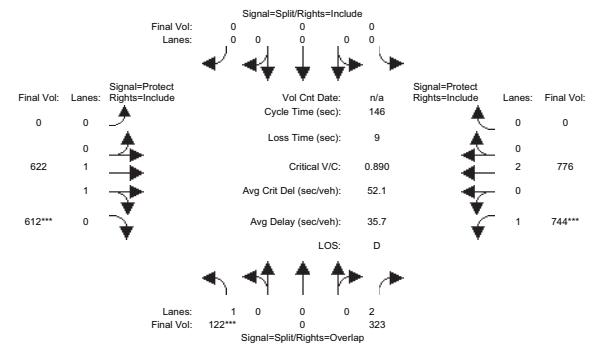 Signal=Split/Rights=Include
Final Vol: 0 0 0
Lanes: 0 0 0 0 0
Signal=Protect Signal=Protect
Final Vol: Lanes: Rights=Include Vol Cnt Date: n/a Rights=Include Lanes: Final Vol:
Cycle Time (sec): 146
0 0 0 0
Loss Time (sec): 9
0 0
622 1 Critical V/C: 0.890 2 776
1 Avg Crit Del (sec/veh): 52.1 0
612*** 0 Avg Delay (sec/veh): 35.7 1 744***
LOS: D
Lanes: 1 0 0 0 2
Final Vol: 122*** 0 323
Signal=Split/Rights=Overlap